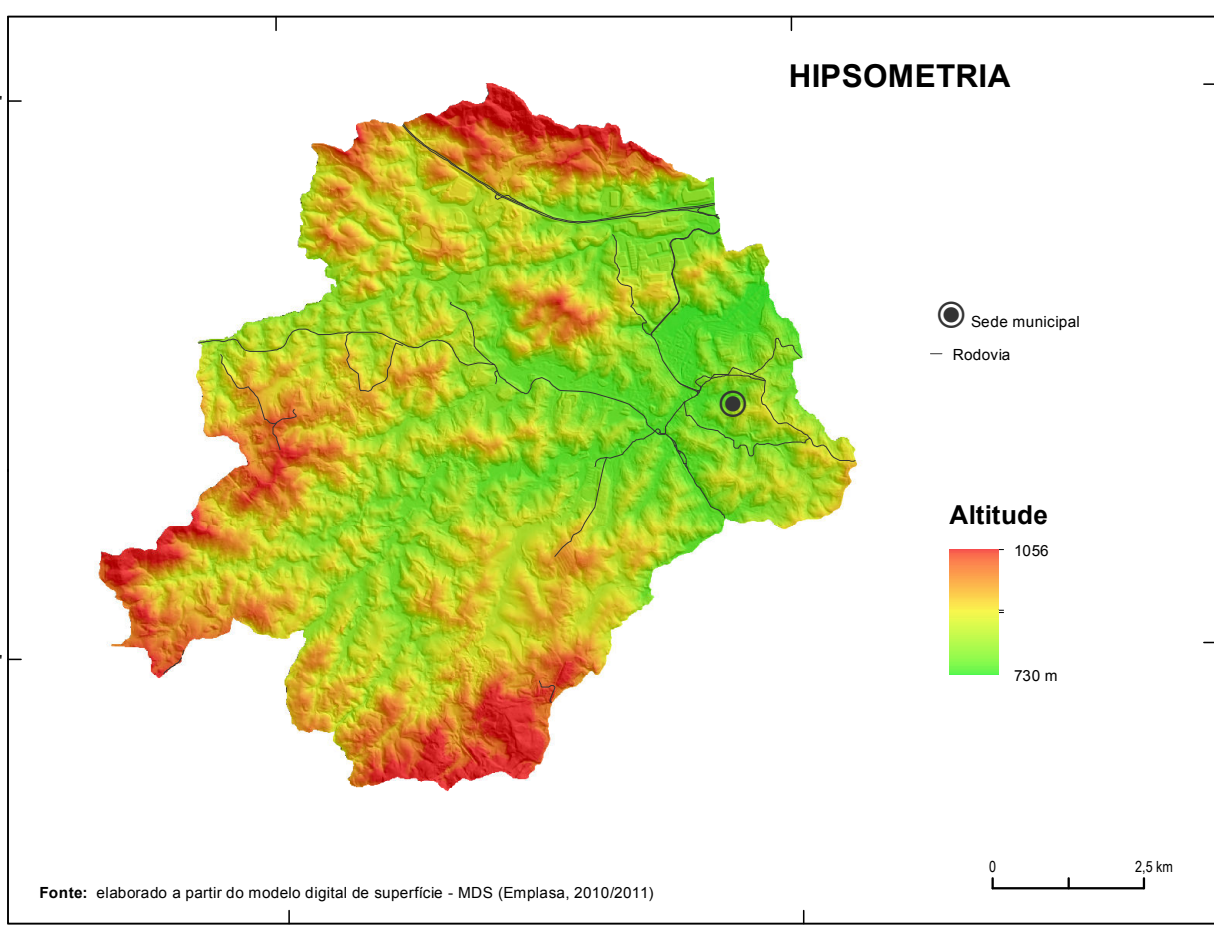 HIPSOMETRIA
Sede municipal
Rodovia
Altitude
1056
730 m
0
2,5 km
Fonte: elaborado a partir do modelo digital de superfície - MDS (Emplasa, 2010/2011)